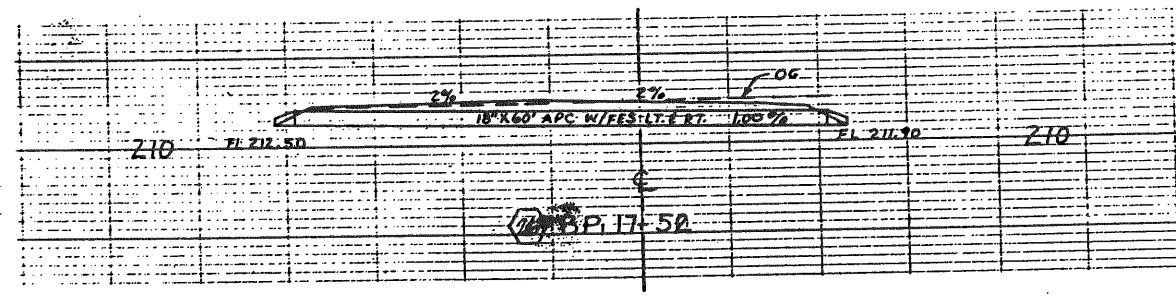 OG
2% 2%
18"X60' APC W/FES-LT. & RT. 1.00%
210 FL 212.50 FL 211.90 210
℄
BP, 17+50